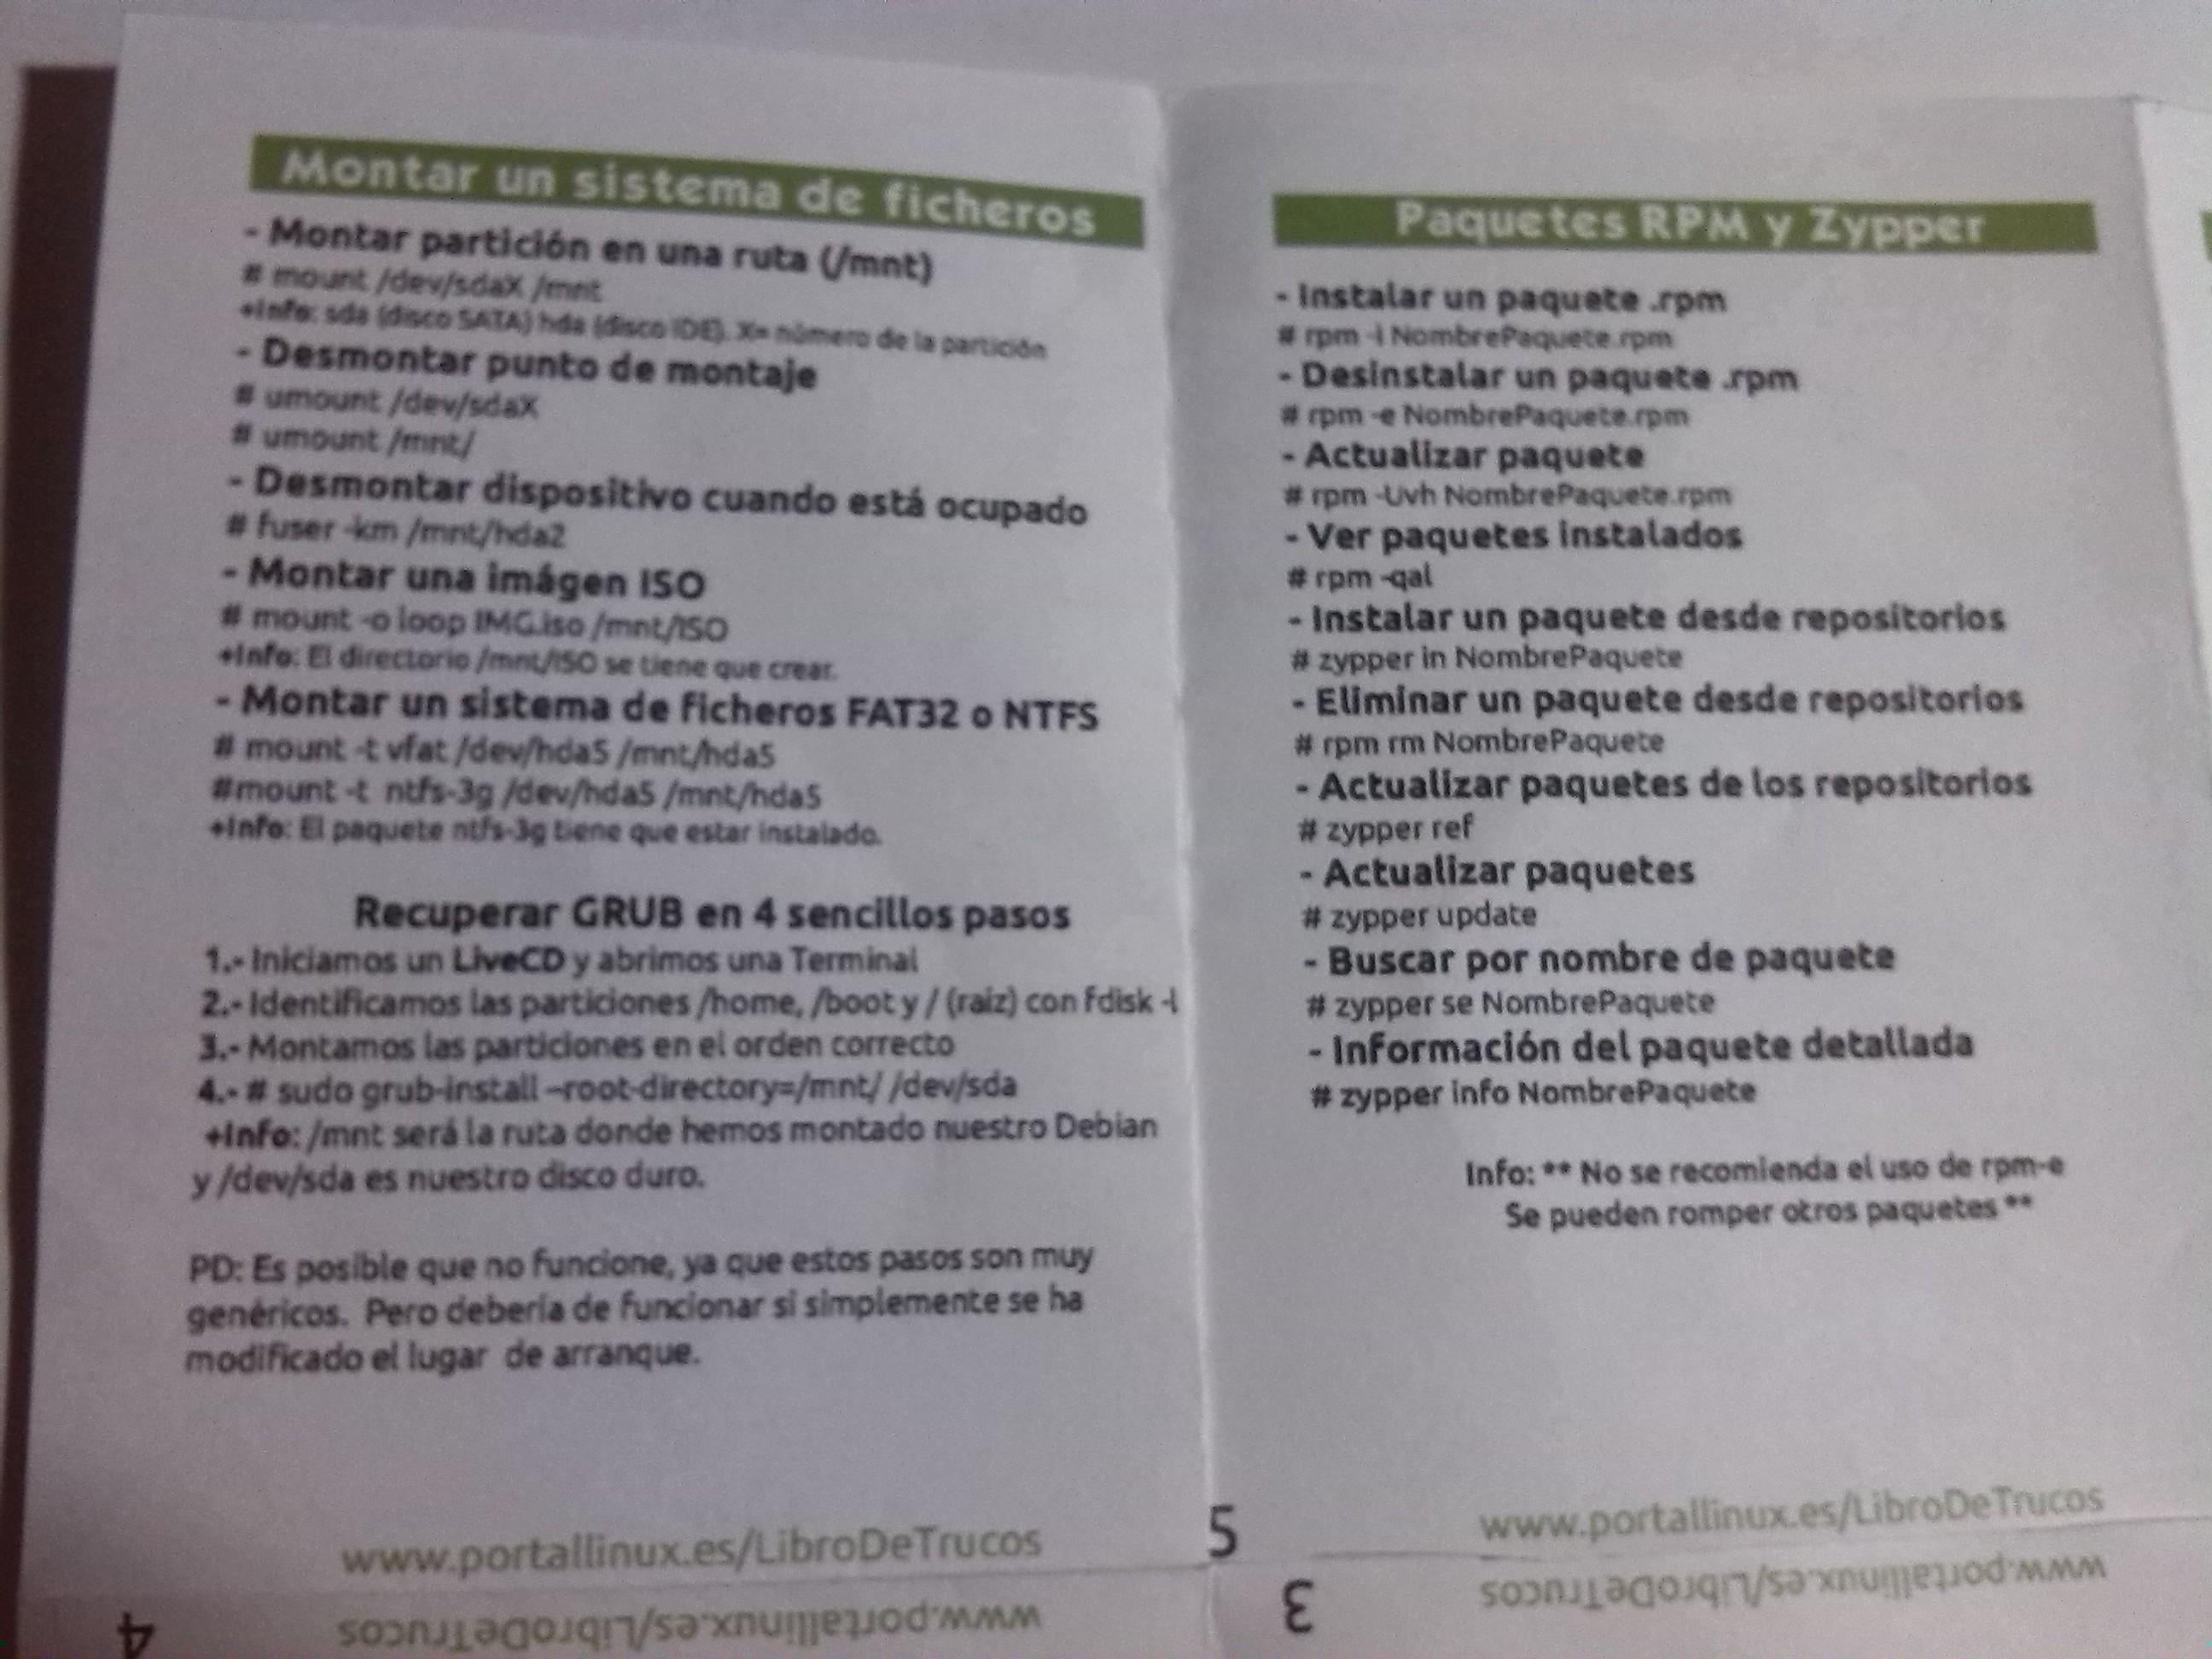 Montar un sistema de ficheros
- Montar partición en una ruta (/mnt)
# mount /dev/sdaX /mnt
+Info: sda (disco SATA) hda (disco IDE). X= número de la partición
- Desmontar punto de montaje
# umount /dev/sdaX
# umount /mnt/
- Desmontar dispositivo cuando está ocupado
# fuser -km /mnt/hda2
- Montar una imágen ISO
# mount -o loop IMG.iso /mnt/ISO
+Info: El directorio /mnt/ISO se tiene que crear.
- Montar un sistema de ficheros FAT32 o NTFS
# mount -t vfat /dev/hda5 /mnt/hda5
#mount -t ntfs-3g /dev/hda5 /mnt/hda5
+Info: El paquete ntfs-3g tiene que estar instalado.
Recuperar GRUB en 4 sencillos pasos
1.- Iniciamos un LiveCD y abrimos una Terminal
2.- Identificamos las particiones /home, /boot y / (raiz) con fdisk -l
3.- Montamos las particiones en el orden correcto
4.- # sudo grub-install –root-directory=/mnt/ /dev/sda
+Info: /mnt será la ruta donde hemos montado nuestro Debian
y /dev/sda es nuestro disco duro.
PD: Es posible que no funcione, ya que estos pasos son muy
genéricos. Pero debería de funcionar si simplemente se ha
modificado el lugar de arranque.
www.portallinux.es/LibroDeTrucos
5
Paquetes RPM y Zypper
- Instalar un paquete .rpm
# rpm -i NombrePaquete.rpm
- Desinstalar un paquete .rpm
# rpm -e NombrePaquete.rpm
- Actualizar paquete
# rpm -Uvh NombrePaquete.rpm
- Ver paquetes instalados
# rpm -qal
- Instalar un paquete desde repositorios
# zypper in NombrePaquete
- Eliminar un paquete desde repositorios
# rpm rm NombrePaquete
- Actualizar paquetes de los repositorios
# zypper ref
- Actualizar paquetes
# zypper update
- Buscar por nombre de paquete
# zypper se NombrePaquete
- Información del paquete detallada
# zypper info NombrePaquete
Info: ** No se recomienda el uso de rpm-e
Se pueden romper otros paquetes **
www.portallinux.es/LibroDeTrucos
4
www.portallinux.es/LibroDeTrucos
3
www.portallinux.es/LibroDeTrucos